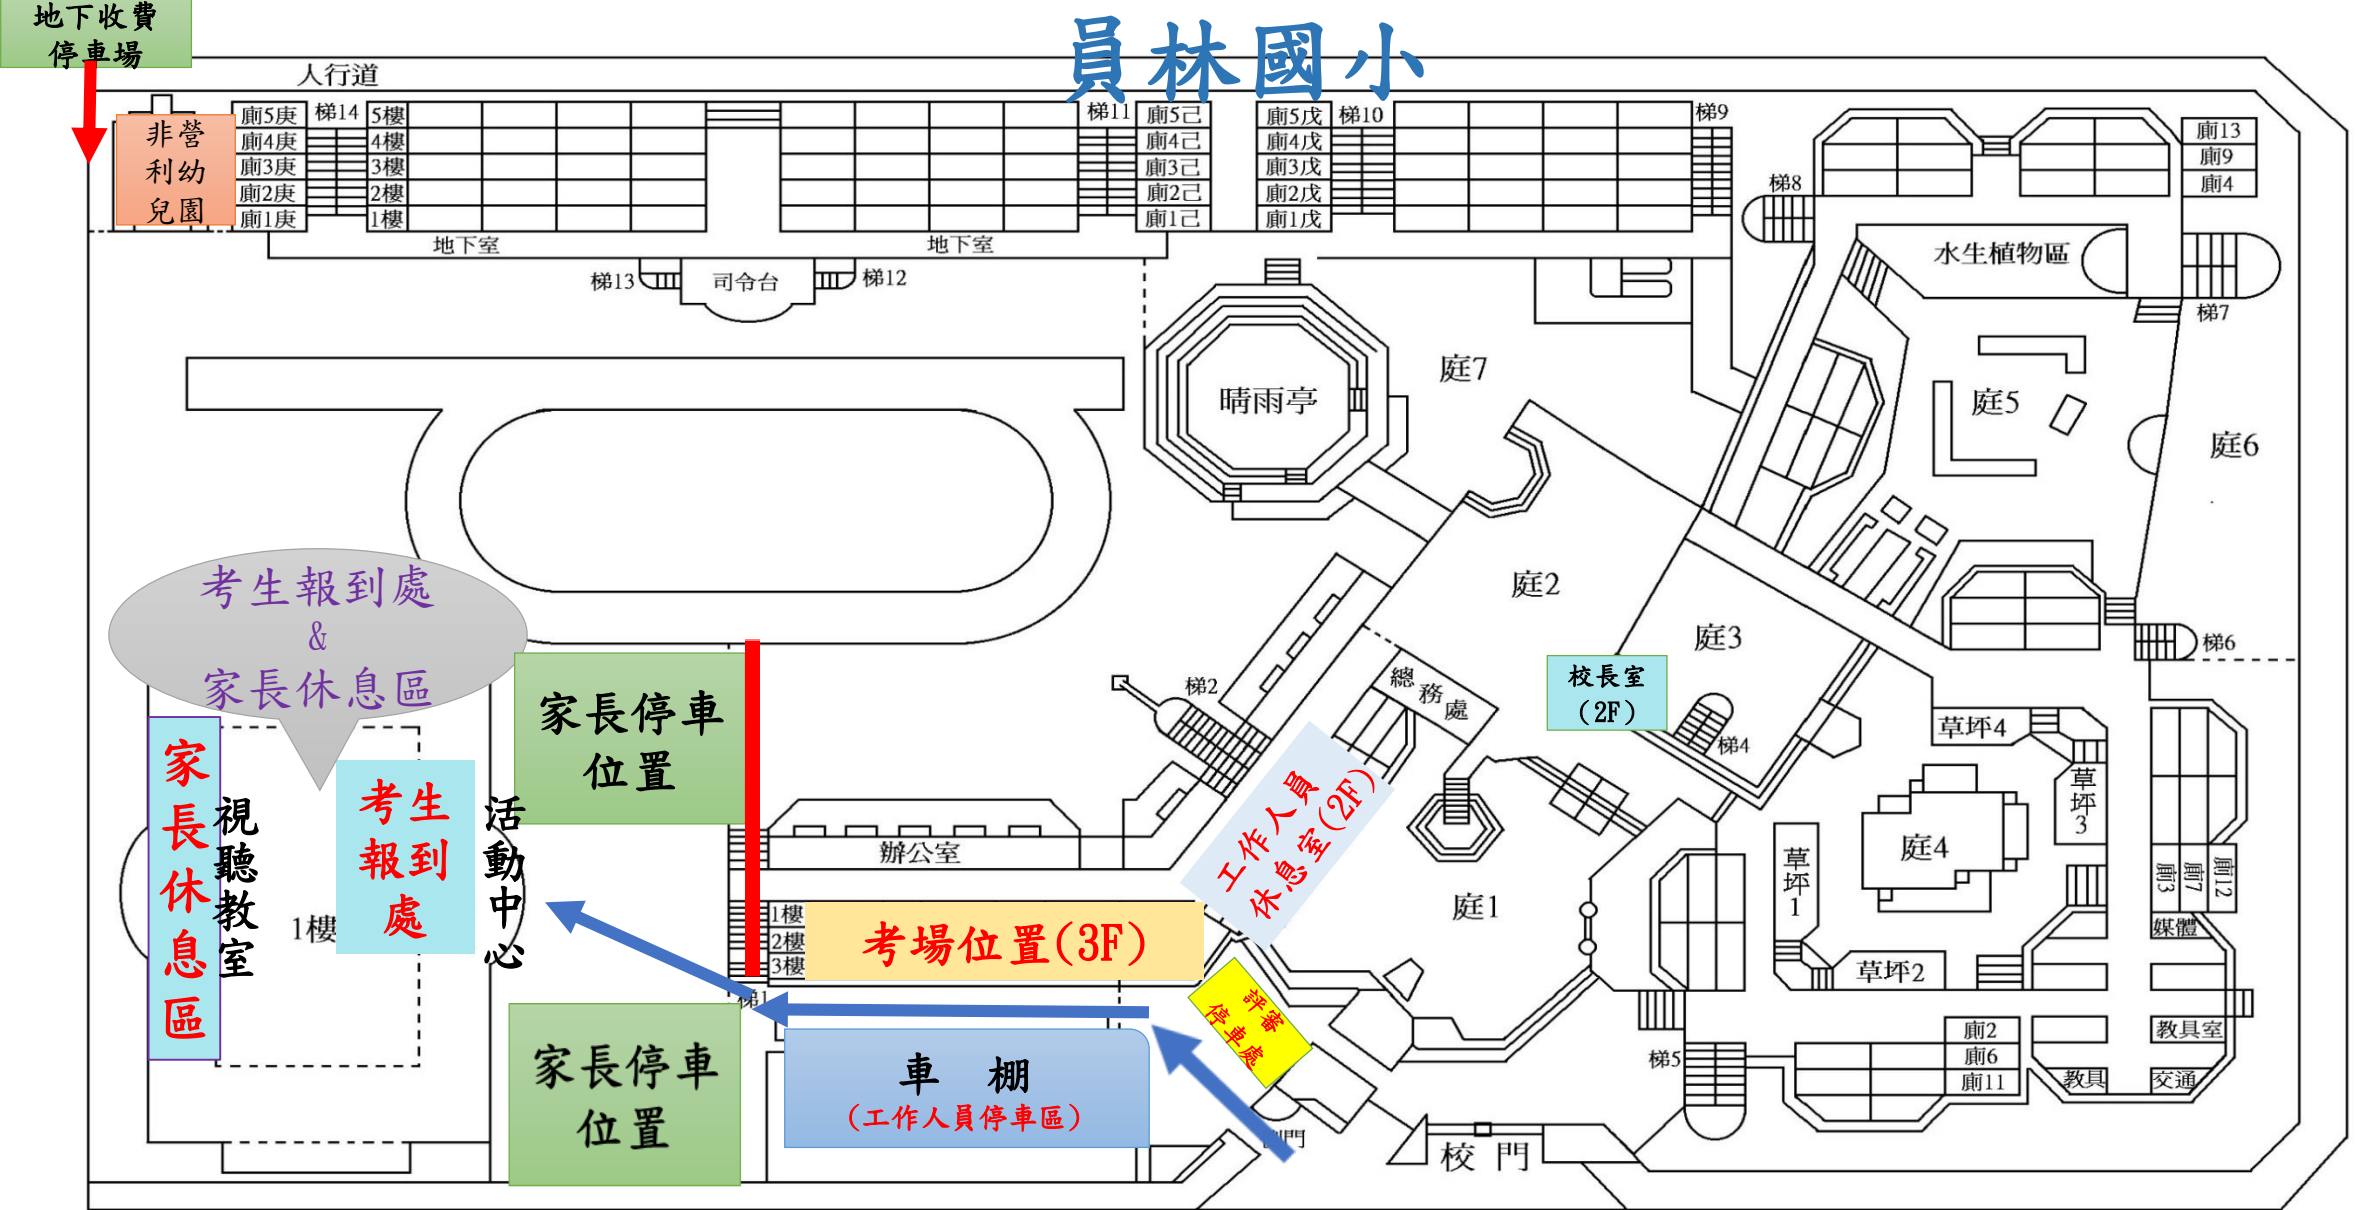 地下收費
停車場
員林國小
人行道
非營
利幼
兒園
廁5庚
廁4庚
廁3庚
廁2庚
廁1庚
梯14
5樓
4樓
3樓
2樓
1樓
梯11
廁5己
廁4己
廁3己
廁2己
廁1己
廁5戊
廁4戊
廁3戊
廁2戊
廁1戊
梯10
梯9
廁13
廁9
廁4
梯8
地下室
地下室
梯13
司令台
梯12
水生植物區
梯7
晴雨亭
庭7
庭5
庭6
考生報到處
&
家長休息區
庭2
庭3
梯6
家長停車
位置
梯2
總務處
校長室
(2F)
梯4
草坪4
草坪3
家長休息區
視聽教室
1樓
考生
報到
處
活動中心
辦公室
工作人員
休息室(2F)
庭1
草坪1
庭4
廁3
廁7
廁12
媒體
1樓
2樓
3樓
考場位置(3F)
草坪2
梯1
評審
停車處
家長停車
位置
車 棚
(工作人員停車區)
梯5
廁2
廁6
廁11
教具室
教具
交通
門
校 門